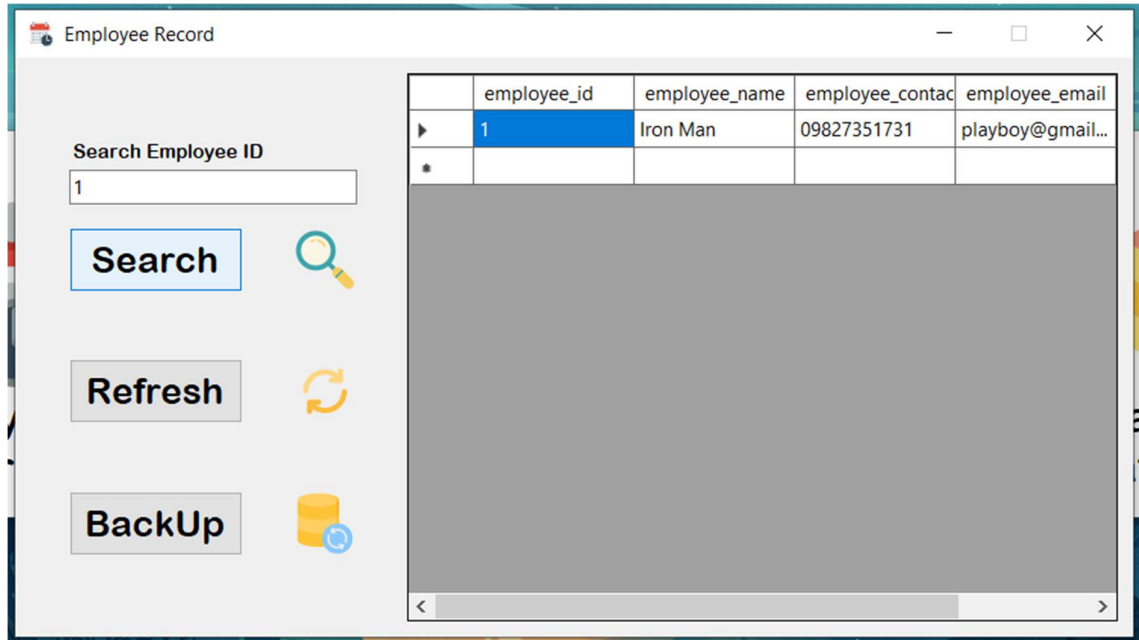 Employee Record
Search Employee ID
1
Search
Refresh
BackUp
employee_id employee_name employee_contac employee_email
1 Iron Man 09827351731 playboy@gmail...